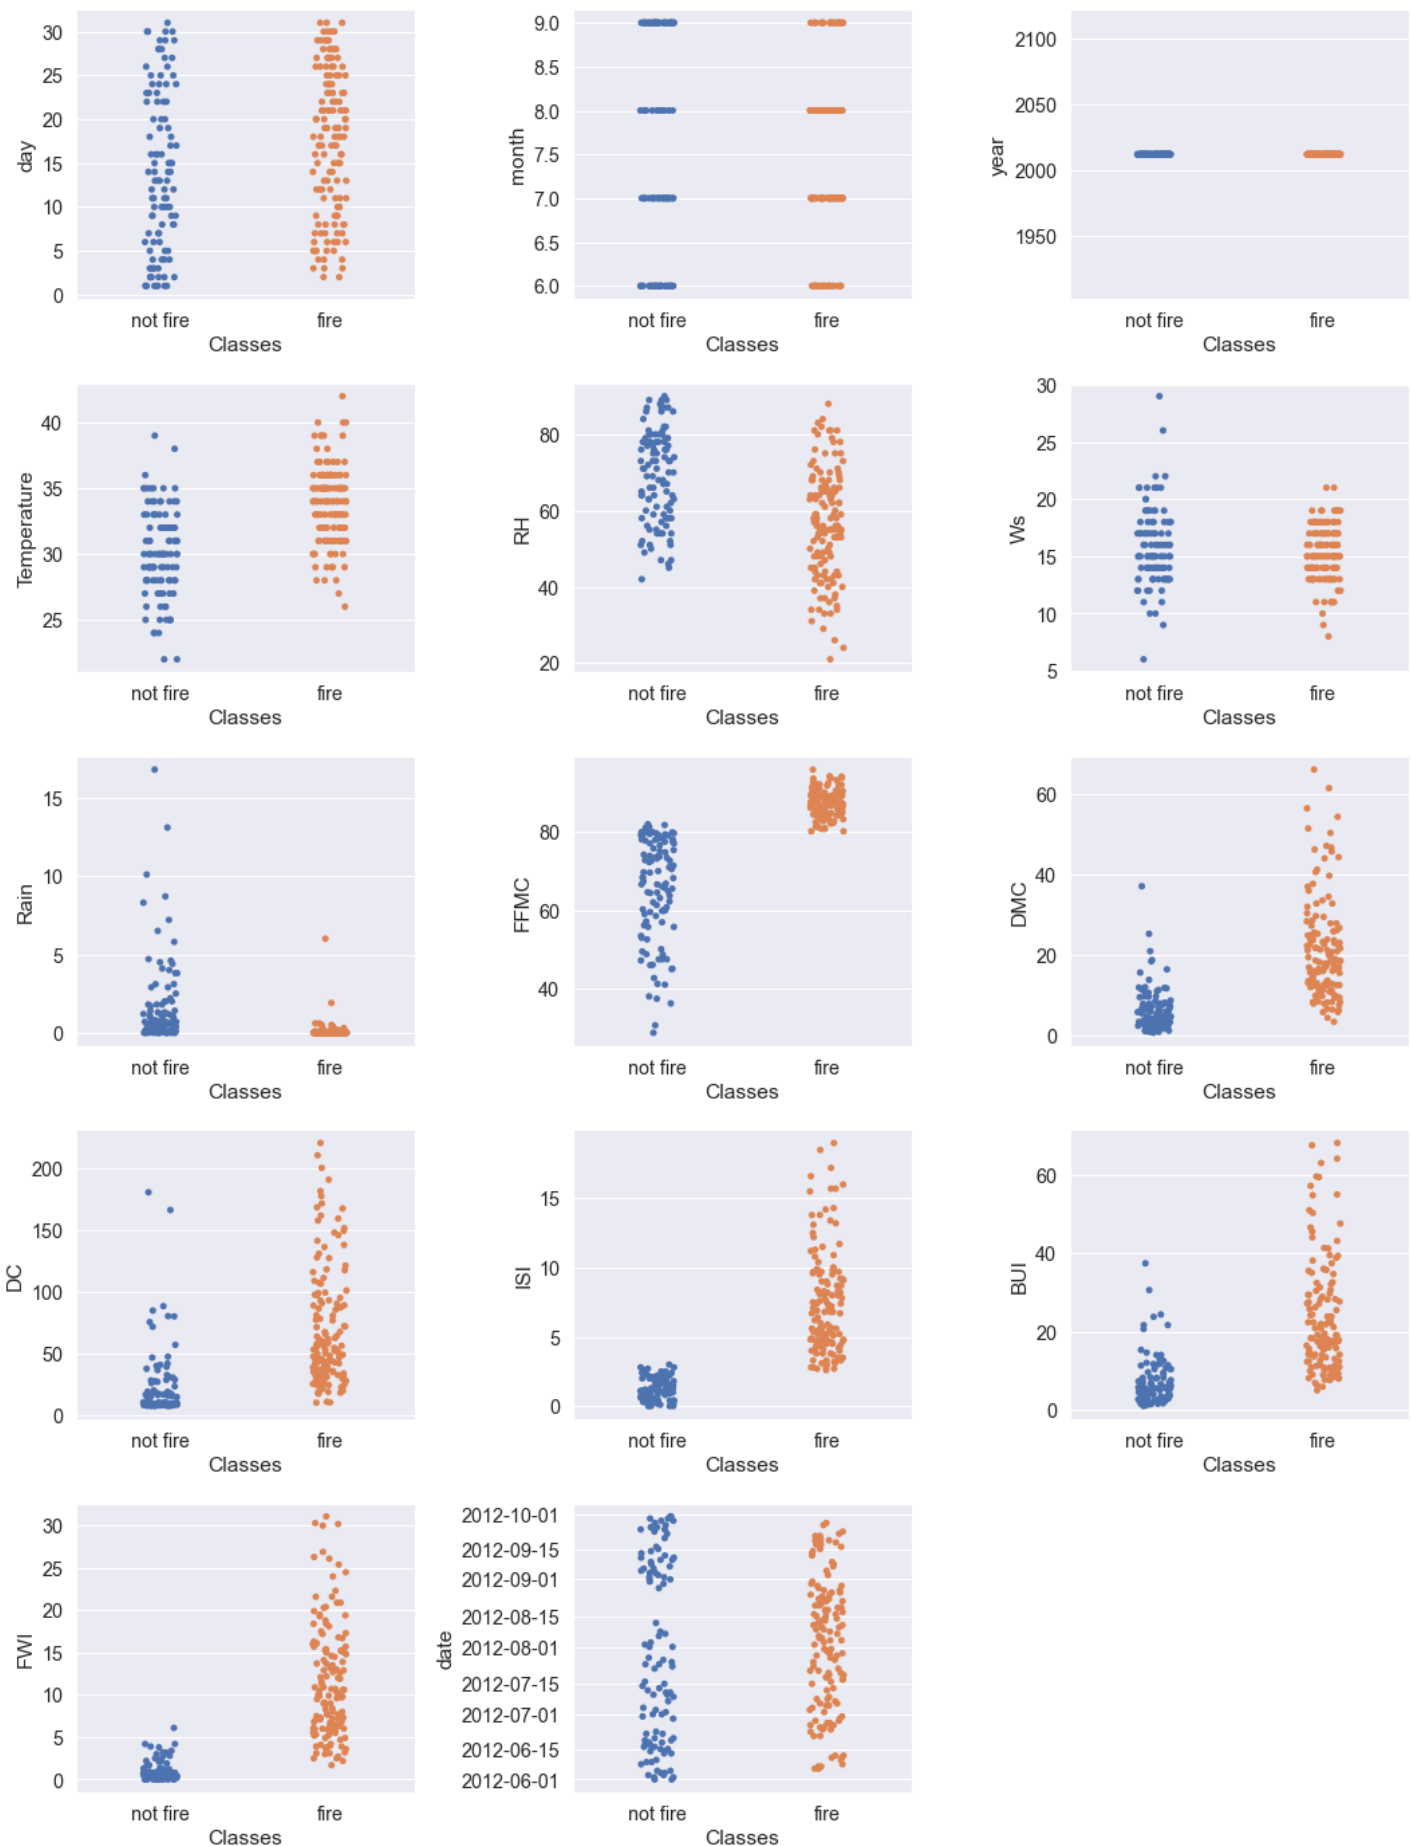 day
30
25
20
15
10
5
0
not fire
fire
Classes
month
9.0
8.5
8.0
7.5
7.0
6.5
6.0
not fire
fire
Classes
year
2100
2050
2000
1950
not fire
fire
Classes
Temperature
40
35
30
25
not fire
fire
Classes
RH
80
60
40
20
not fire
fire
Classes
Ws
30
25
20
15
10
5
not fire
fire
Classes
Rain
15
10
5
0
not fire
fire
Classes
FFMC
80
60
40
not fire
fire
Classes
DMC
60
40
20
0
not fire
fire
Classes
DC
200
150
100
50
0
not fire
fire
Classes
ISI
15
10
5
0
not fire
fire
Classes
BUI
60
40
20
0
not fire
fire
Classes
FWI
30
25
20
15
10
5
0
not fire
fire
Classes
date
2012-10-01
2012-09-15
2012-09-01
2012-08-15
2012-08-01
2012-07-15
2012-07-01
2012-06-15
2012-06-01
not fire
fire
Classes